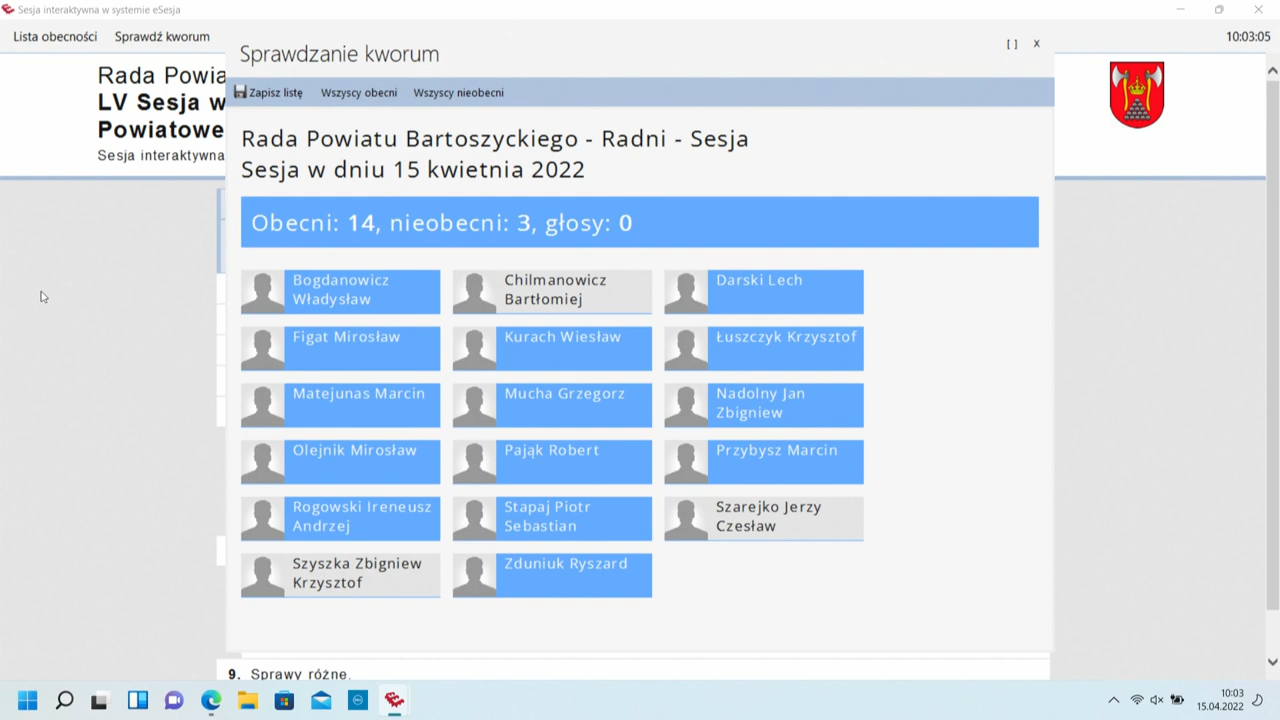 Sesja interaktywna w systemie eSesja
Lista obecności Sprawdź kworum
10:03:05
Rada Powia
LV Sesja w
Powiatowe
Sesja interaktywna
Sprawdzanie kworum
[ ] x
Zapisz listę Wszyscy obecni Wszyscy nieobecni
Rada Powiatu Bartoszyckiego - Radni - Sesja
Sesja w dniu 15 kwietnia 2022
Obecni: 14, nieobecni: 3, głosy: 0
Bogdanowicz
Władysław
Chilmanowicz
Bartłomiej
Darski Lech
Figat Mirosław
Kurach Wiesław
Łuszczyk Krzysztof
Matejunas Marcin
Mucha Grzegorz
Nadolny Jan
Zbigniew
Olejnik Mirosław
Pająk Robert
Przybysz Marcin
Rogowski Ireneusz
Andrzej
Stapaj Piotr
Sebastian
Szarejko Jerzy
Czesław
Szyszka Zbigniew
Krzysztof
Zduniuk Ryszard
9. Sprawy różne.
10:03
15.04.2022